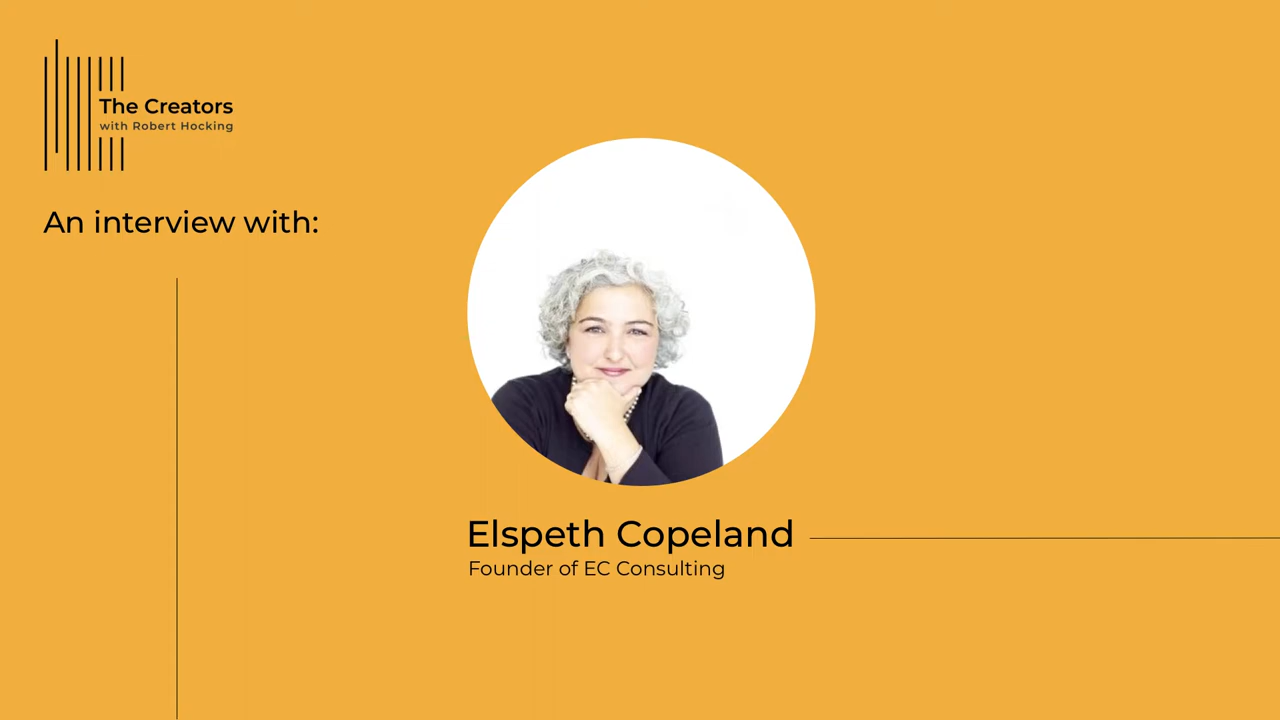 The Creators
with Robert Hocking
An interview with:
Elspeth Copeland
Founder of EC Consulting